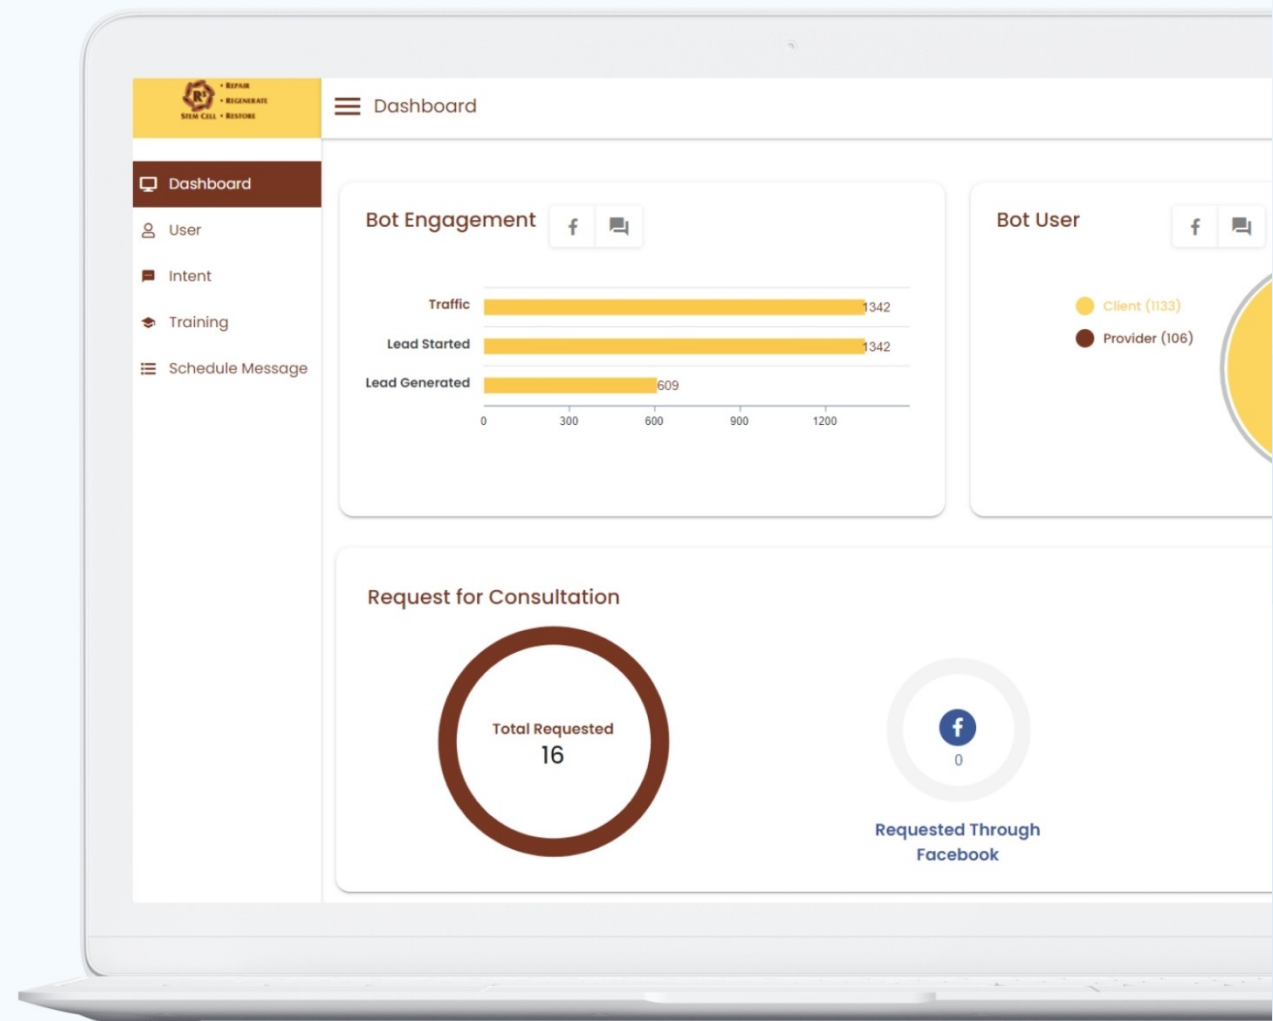 • REPAIR
R3 • REGENERATE
STEM CELL • RESTORE
Dashboard
Dashboard
User
Intent
Training
Schedule Message
Bot Engagement
Traffic 1342
Lead Started 1342
Lead Generated 609
0 300 600 900 1200
Bot User
Client (1133)
Provider (106)
Request for Consultation
Total Requested
16
0
Requested Through
Facebook